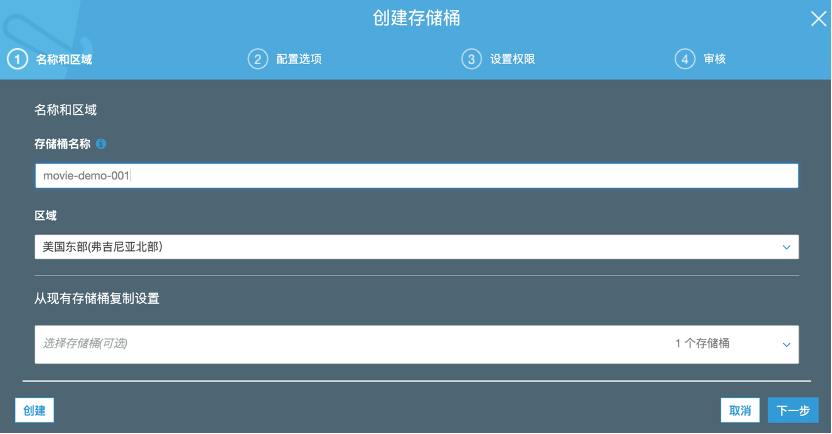 创建存储桶
1 名称和区域 2 配置选项 3 设置权限 4 审核
名称和区域
存储桶名称
movie-demo-001
区域
美国东部(弗吉尼亚北部)
从现有存储桶复制设置
选择存储桶(可选) 1 个存储桶
创建 取消 下一步